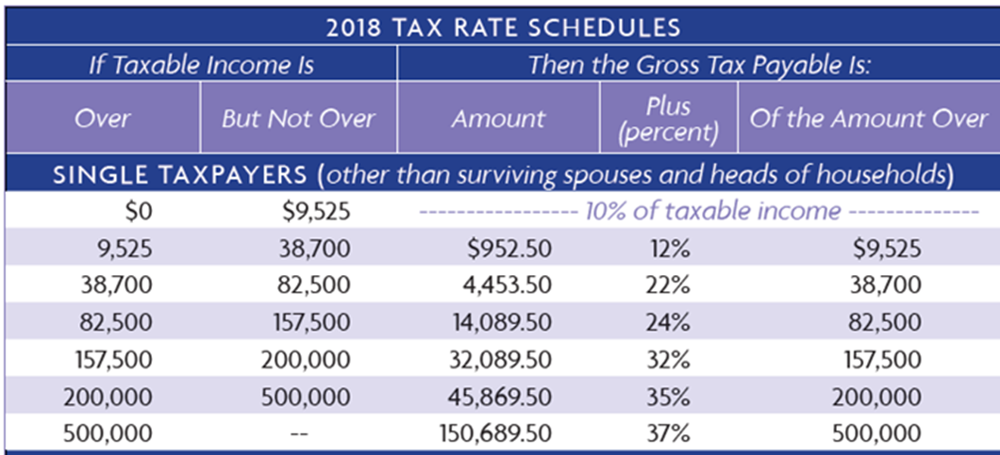 2018 TAX RATE SCHEDULES
If Taxable Income Is Then the Gross Tax Payable Is:
Over But Not Over Amount Plus (percent) Of the Amount Over
SINGLE TAXPAYERS (other than surviving spouses and heads of households)
$0 $9,525 ---------------- 10% of taxable income --------------
9,525 38,700 $952.50 12% $9,525
38,700 82,500 4,453.50 22% 38,700
82,500 157,500 14,089.50 24% 82,500
157,500 200,000 32,089.50 32% 157,500
200,000 500,000 45,869.50 35% 200,000
500,000 -- 150,689.50 37% 500,000